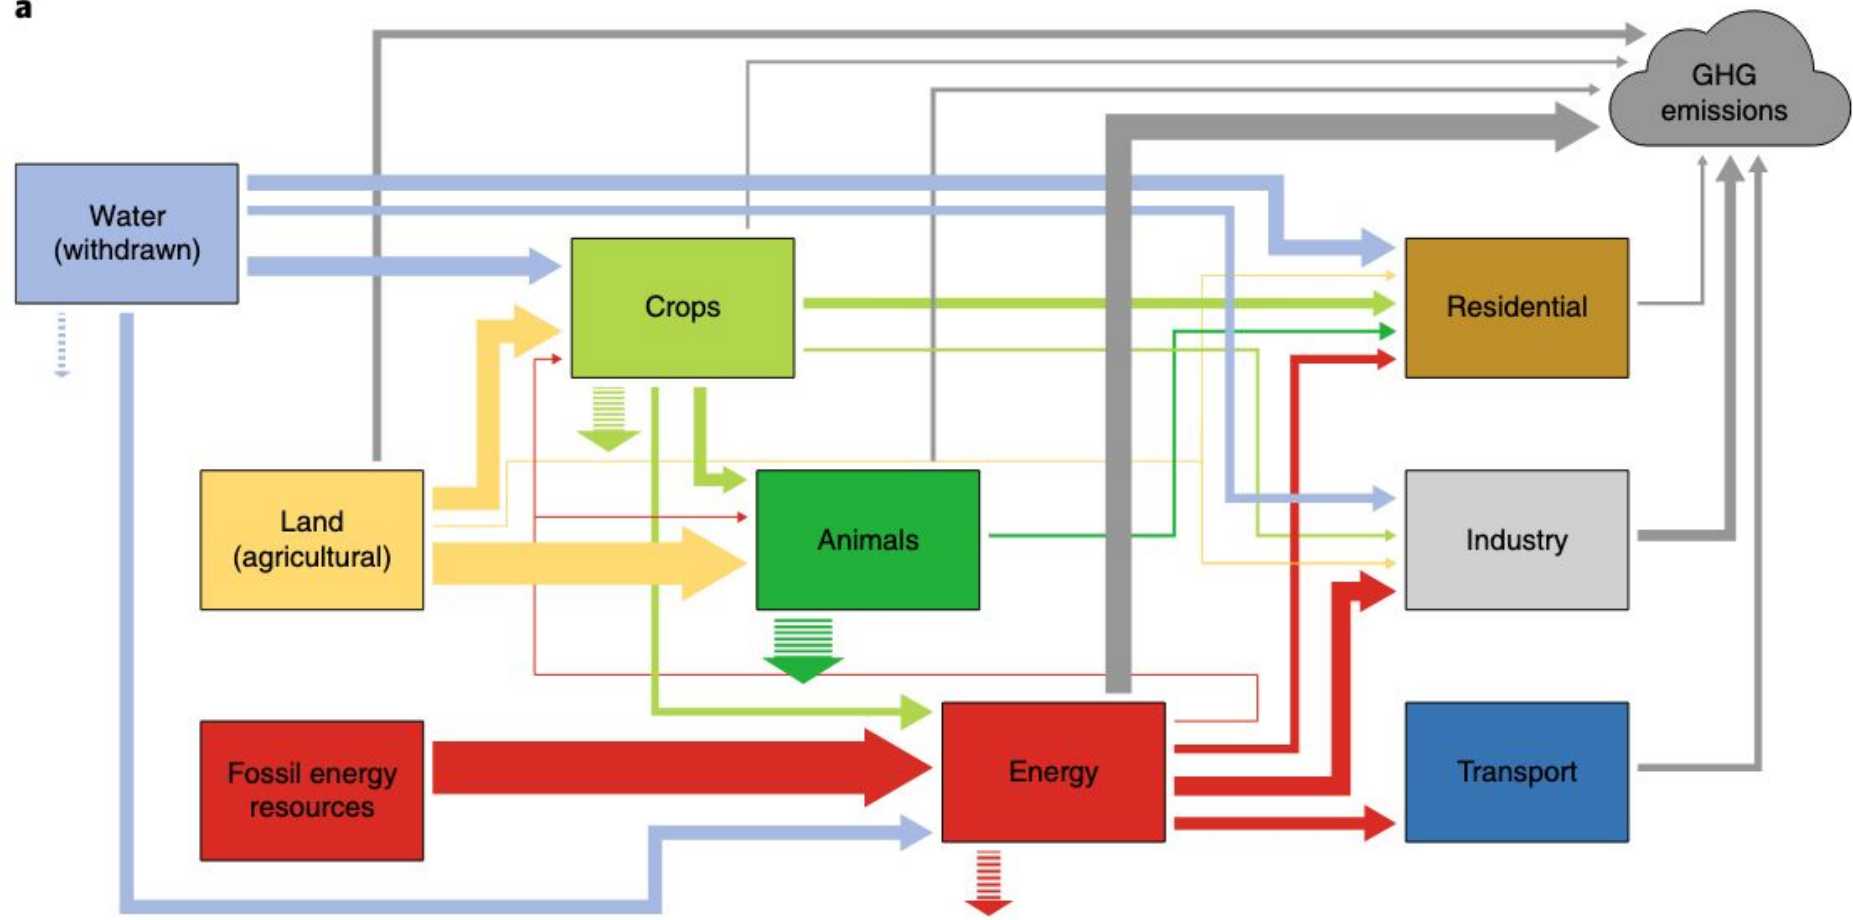 a
GHG
emissions
Water
(withdrawn)
Crops
Residential
Land
(agricultural)
Animals
Industry
Fossil energy
resources
Energy
Transport